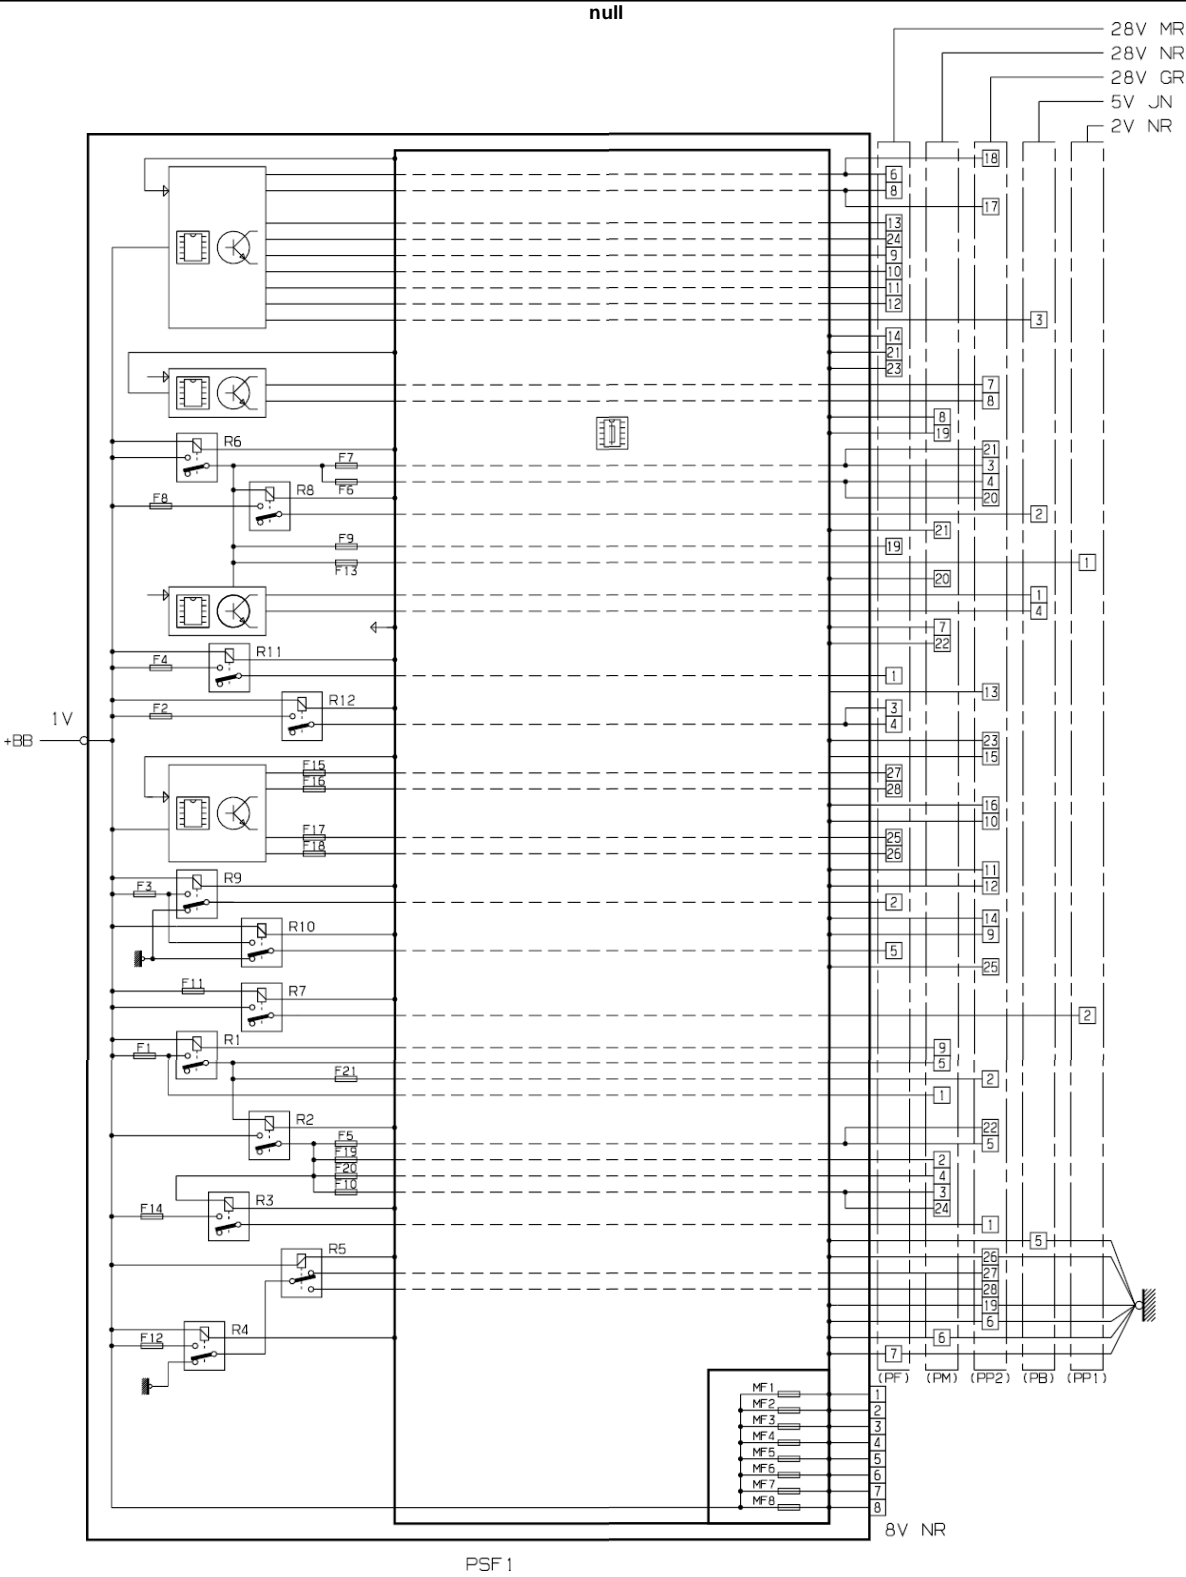 null
28V MR
28V NR
28V GR
5V JN
2V NR
18
6
8
17
13
24
9
10
11
12
3
14
21
23
7
8
8
19
R6
F7
21
3
F6
4
20
F8
R8
2
21
F9
19
F13
1
20
1
4
7
22
R11
F4
1
13
R12
F2
3
4
1V
+BB
23
15
F15
27
F16
28
16
10
F17
25
F18
26
11
12
R9
F3
2
14
R10
9
5
25
F11
R7
2
R1
9
F1
5
F21
2
1
R2
22
F5
5
F19
2
F20
4
F10
3
24
R3
F14
1
5
R5
26
27
28
19
6
R4
F12
6
7
(PF) (PM) (PP2) (PB) (PP1)
MF1 1
MF2 2
MF3 3
MF4 4
MF5 5
MF6 6
MF7 7
MF8 8
8V NR
PSF1